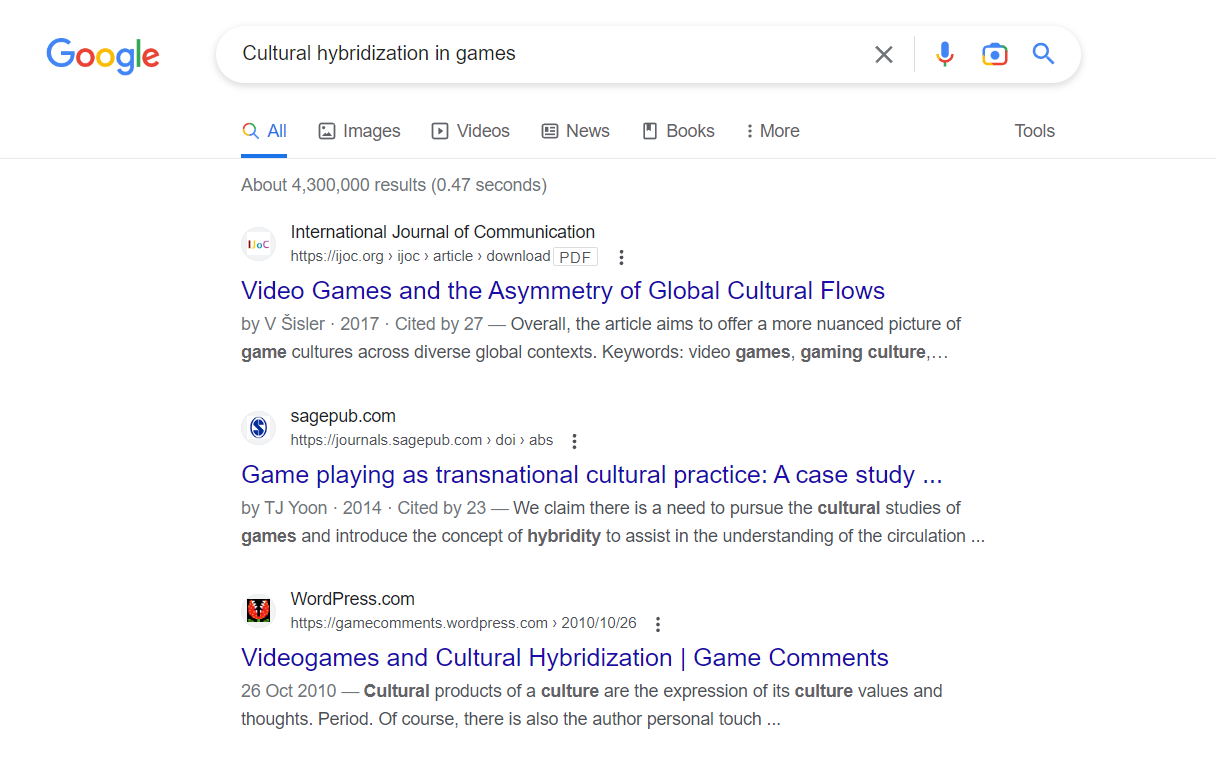 Google
Cultural hybridization in games
All Images Videos News Books More Tools
About 4,300,000 results (0.47 seconds)
IJoC
International Journal of Communication
https://ijoc.org › ijoc › article › download PDF
Video Games and the Asymmetry of Global Cultural Flows
by V Šisler · 2017 · Cited by 27 — Overall, the article aims to offer a more nuanced picture of
game cultures across diverse global contexts. Keywords: video games, gaming culture,…
S
sagepub.com
https://journals.sagepub.com › doi › abs
Game playing as transnational cultural practice: A case study ...
by TJ Yoon · 2014 · Cited by 23 — We claim there is a need to pursue the cultural studies of
games and introduce the concept of hybridity to assist in the understanding of the circulation ...
WordPress.com
https://gamecomments.wordpress.com › 2010/10/26
Videogames and Cultural Hybridization | Game Comments
26 Oct 2010 — Cultural products of a culture are the expression of its culture values and
thoughts. Period. Of course, there is also the author personal touch ...